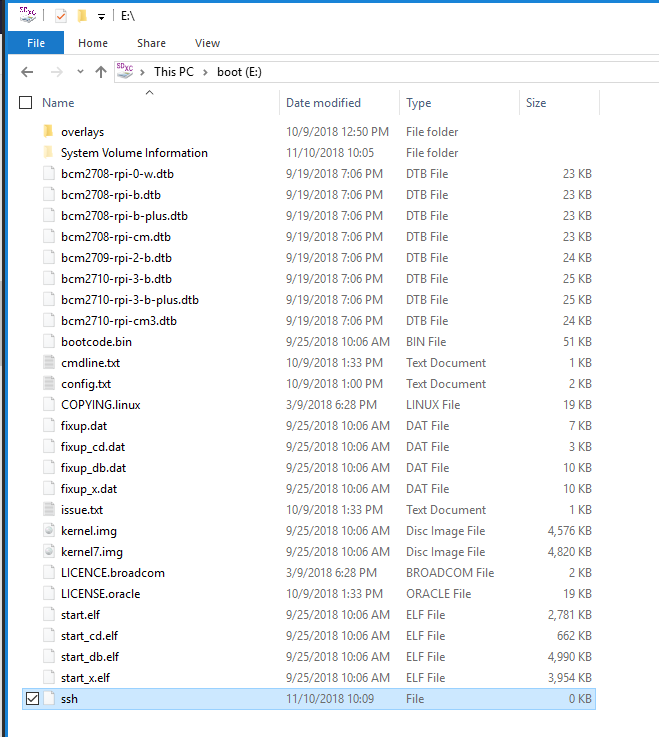 SD XC E:\
File Home Share View
SD XC This PC boot (E:)
Name Date modified Type Size
overlays 10/9/2018 12:50 PM File folder
System Volume Information 11/10/2018 10:05 File folder
bcm2708-rpi-0-w.dtb 9/19/2018 7:06 PM DTB File 23 KB
bcm2708-rpi-b.dtb 9/19/2018 7:06 PM DTB File 23 KB
bcm2708-rpi-b-plus.dtb 9/19/2018 7:06 PM DTB File 23 KB
bcm2708-rpi-cm.dtb 9/19/2018 7:06 PM DTB File 23 KB
bcm2709-rpi-2-b.dtb 9/19/2018 7:06 PM DTB File 24 KB
bcm2710-rpi-3-b.dtb 9/19/2018 7:06 PM DTB File 25 KB
bcm2710-rpi-3-b-plus.dtb 9/19/2018 7:06 PM DTB File 25 KB
bcm2710-rpi-cm3.dtb 9/19/2018 7:06 PM DTB File 24 KB
bootcode.bin 9/25/2018 10:06 AM BIN File 51 KB
cmdline.txt 10/9/2018 1:33 PM Text Document 1 KB
config.txt 10/9/2018 1:00 PM Text Document 2 KB
COPYING.linux 3/9/2018 6:28 PM LINUX File 19 KB
fixup.dat 9/25/2018 10:06 AM DAT File 7 KB
fixup_cd.dat 9/25/2018 10:06 AM DAT File 3 KB
fixup_db.dat 9/25/2018 10:06 AM DAT File 10 KB
fixup_x.dat 9/25/2018 10:06 AM DAT File 10 KB
issue.txt 10/9/2018 1:33 PM Text Document 1 KB
kernel.img 9/25/2018 10:06 AM Disc Image File 4,576 KB
kernel7.img 9/25/2018 10:06 AM Disc Image File 4,820 KB
LICENCE.broadcom 3/9/2018 6:28 PM BROADCOM File 2 KB
LICENSE.oracle 10/9/2018 1:33 PM ORACLE File 19 KB
start.elf 9/25/2018 10:06 AM ELF File 2,781 KB
start_cd.elf 9/25/2018 10:06 AM ELF File 662 KB
start_db.elf 9/25/2018 10:06 AM ELF File 4,990 KB
start_x.elf 9/25/2018 10:06 AM ELF File 3,954 KB
ssh 11/10/2018 10:09 File 0 KB